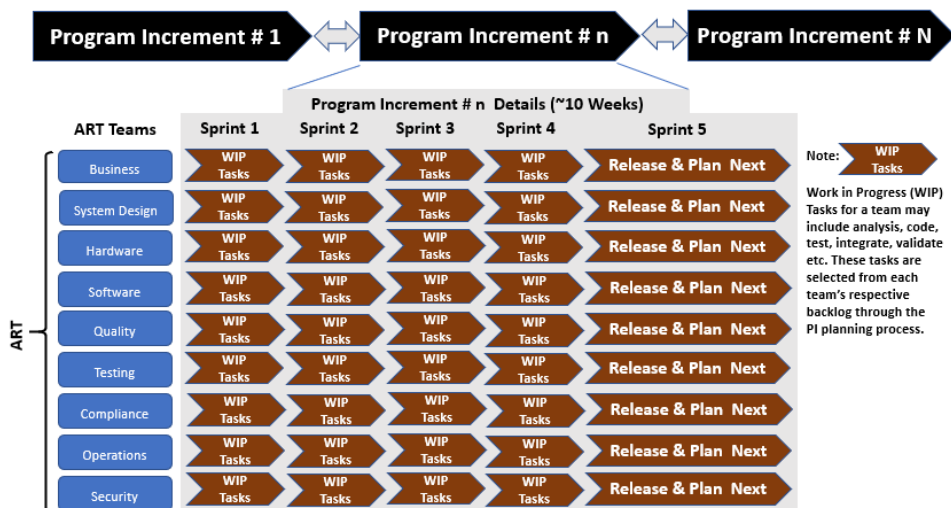 Program Increment # 1
Program Increment # n
Program Increment # N
Program Increment # n Details (~10 Weeks)
ART Teams
Sprint 1
Sprint 2
Sprint 3
Sprint 4
Sprint 5
ART
Business
WIP
Tasks
WIP
Tasks
WIP
Tasks
WIP
Tasks
Release & Plan Next
System Design
WIP
Tasks
WIP
Tasks
WIP
Tasks
WIP
Tasks
Release & Plan Next
Hardware
WIP
Tasks
WIP
Tasks
WIP
Tasks
WIP
Tasks
Release & Plan Next
Software
WIP
Tasks
WIP
Tasks
WIP
Tasks
WIP
Tasks
Release & Plan Next
Quality
WIP
Tasks
WIP
Tasks
WIP
Tasks
WIP
Tasks
Release & Plan Next
Testing
WIP
Tasks
WIP
Tasks
WIP
Tasks
WIP
Tasks
Release & Plan Next
Compliance
WIP
Tasks
WIP
Tasks
WIP
Tasks
WIP
Tasks
Release & Plan Next
Operations
WIP
Tasks
WIP
Tasks
WIP
Tasks
WIP
Tasks
Release & Plan Next
Security
WIP
Tasks
WIP
Tasks
WIP
Tasks
WIP
Tasks
Release & Plan Next
Note:
WIP
Tasks
Work in Progress (WIP)
Tasks for a team may
include analysis, code,
test, integrate, validate
etc. These tasks are
selected from each
team's respective
backlog through the
PI planning process.